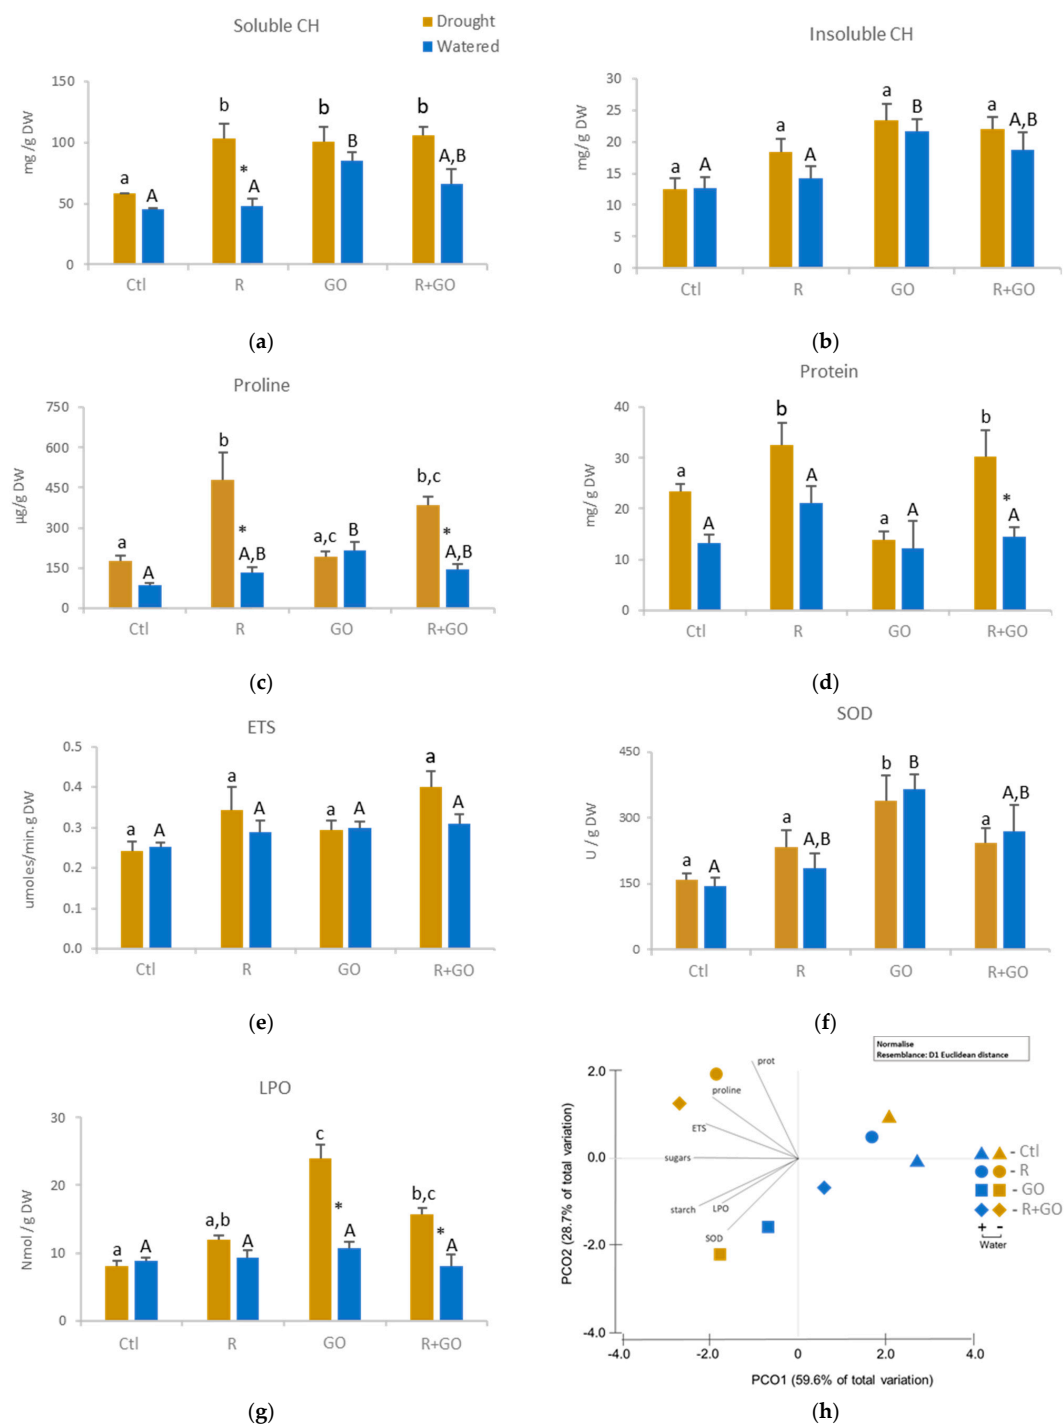 Soluble CH
Drought
Watered
mg/g DW
150
100
50
0
a
A
b
*
A
b
B
b
A,B
Ctl
R
GO
R+GO
(a)
Insoluble CH
mg/g DW
30
25
20
15
10
5
0
a
A
a
A
a
B
a
A,B
Ctl
R
GO
R+GO
(b)
Proline
µg/g DW
750
600
450
300
150
0
a
A
b
*
A,B
a,c
B
b,c
*
A,B
Ctl
R
GO
R+GO
(c)
Protein
mg/g DW
40
30
20
10
0
a
A
b
A
a
A
b
*
A
Ctl
R
GO
R+GO
(d)
ETS
umoles/min.g DW
0.5
0.4
0.3
0.2
0.1
0.0
a
A
a
A
a
A
a
A
Ctl
R
GO
R+GO
(e)
SOD
U / g DW
450
300
150
0
a
A
a
A,B
b
B
a
A,B
Ctl
R
GO
R+GO
(f)
LPO
Nmol / g DW
30
20
10
0
a
A
a,b
A
c
*
A
b,c
*
A
Ctl
R
GO
R+GO
(g)
Normalise
Resemblance: D1 Euclidean distance
PCO2 (28.7% of total variation)
2.0
0.0
-2.0
-4.0
prot
proline
ETS
sugars
starch
LPO
SOD
- Ctl
- R
- GO
- R+GO
+ −
Water
-4.0
-2.0
0
2.0
4.0
PCO1 (59.6% of total variation)
(h)